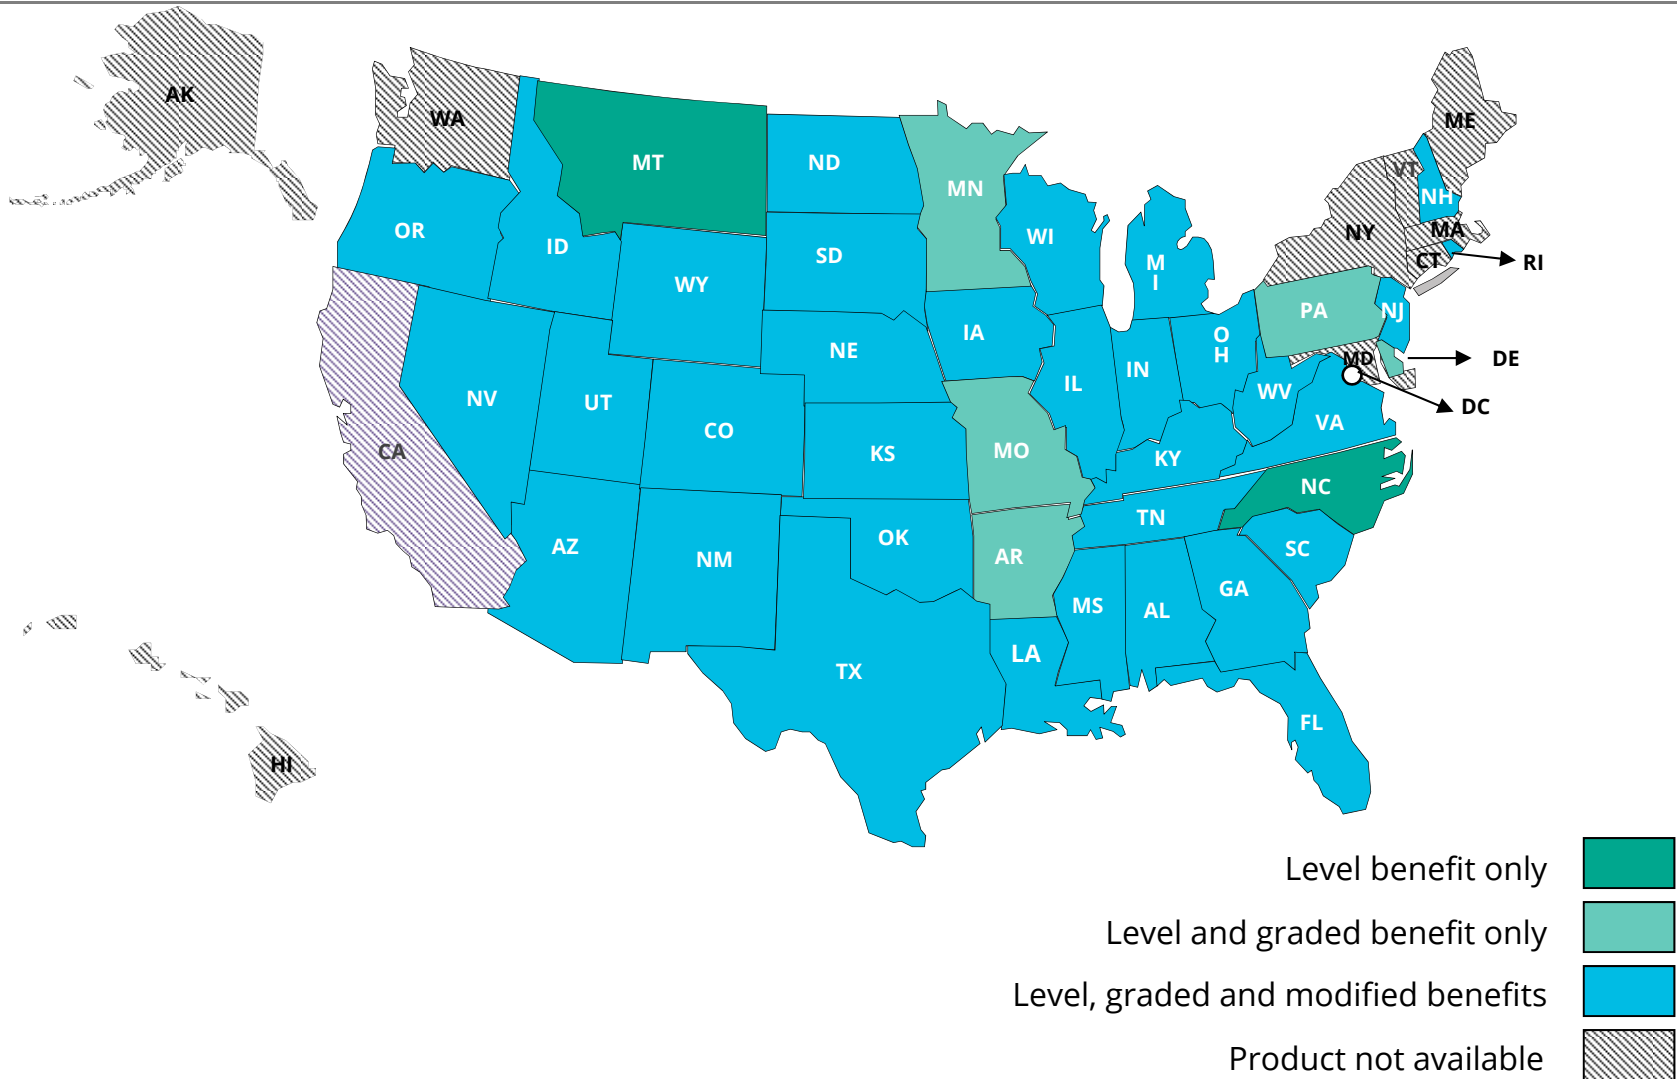 AK
WA
MT
ND
MN
ME
VT
NH
OR
ID
WI
NY
MA
SD
M
I
CT
RI
WY
PA
NJ
IA
O
H
NE
MD
DE
IN
IL
WV
NV
UT
DC
CO
VA
CA
MO
KS
KY
NC
TN
OK
AZ
SC
NM
AR
GA
MS
AL
LA
TX
FL
HI
Level benefit only
Level and graded benefit only
Level, graded and modified benefits
Product not available